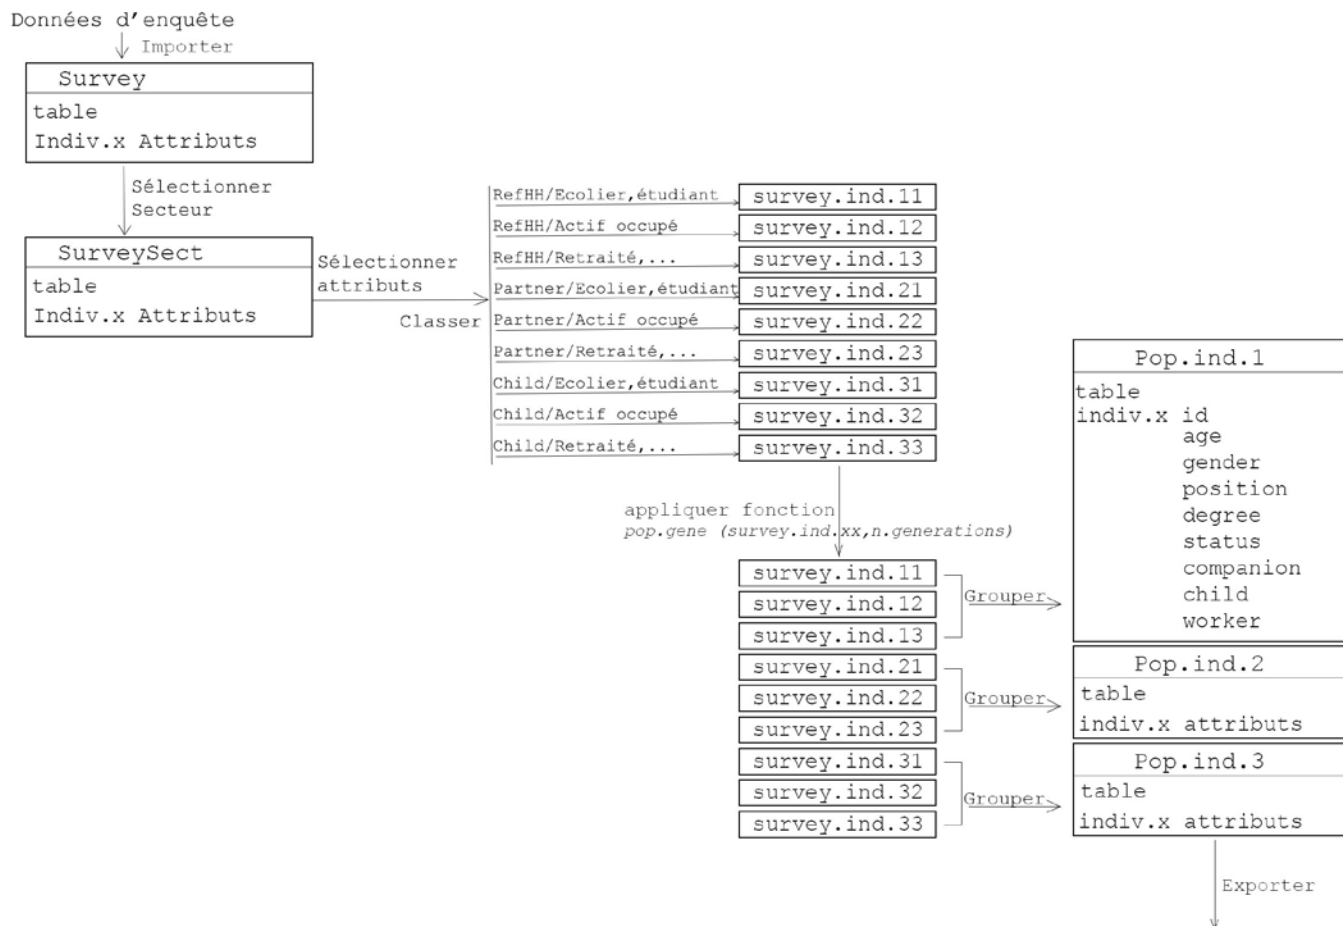 Données d'enquête
Importer
Survey
table
Indiv.x Attributs
Sélectionner
Secteur
SurveySect
table
Indiv.x Attributs
Sélectionner
attributs
Classer
RefHH/Ecolier,étudiant
survey.ind.11
RefHH/Actif occupé
survey.ind.12
RefHH/Retraité,...
survey.ind.13
Partner/Ecolier,étudiant
survey.ind.21
Partner/Actif occupé
survey.ind.22
Partner/Retraité,...
survey.ind.23
Child/Ecolier,étudiant
survey.ind.31
Child/Actif occupé
survey.ind.32
Child/Retraité,...
survey.ind.33
appliquer fonction
pop.gene (survey.ind.xx,n.generations)
survey.ind.11
survey.ind.12
survey.ind.13
survey.ind.21
survey.ind.22
survey.ind.23
survey.ind.31
survey.ind.32
survey.ind.33
Grouper
Grouper
Grouper
Pop.ind.1
table
indiv.x id
age
gender
position
degree
status
companion
child
worker
Pop.ind.2
table
indiv.x attributs
Pop.ind.3
table
indiv.x attributs
Exporter